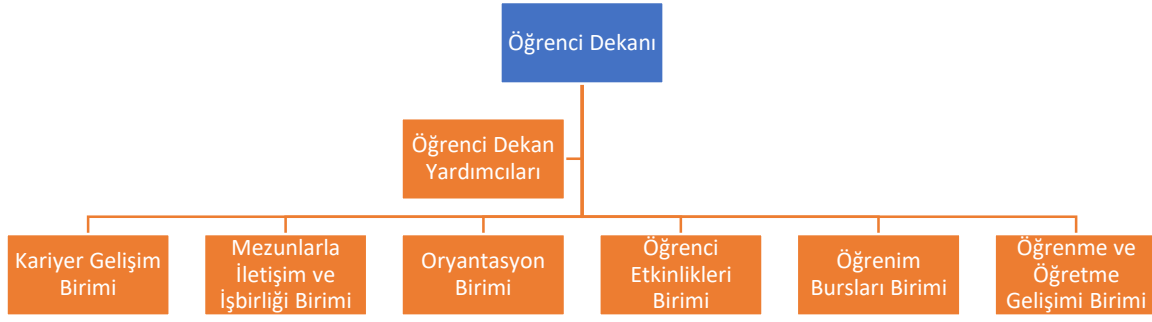 Öğrenci Dekanı
Öğrenci Dekan
Yardımcıları
Kariyer Gelişim
Birimi
Mezunlarla
İletişim ve
İşbirliği Birimi
Oryantasyon
Birimi
Öğrenci
Etkinlikleri
Birimi
Öğrenim
Bursları Birimi
Öğrenme ve
Öğretme
Gelişimi Birimi